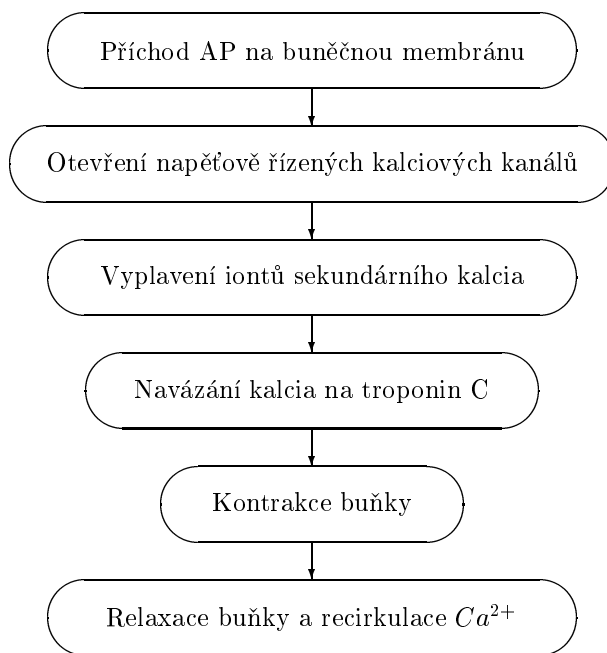 Příchod AP na buněčnou membránu
Otevření napěťově řízených kalciových kanálů
Vyplavení iontů sekundárního kalcia
Navázání kalcia na troponin C
Kontrakce buňky
Relaxace buňky a recirkulace Ca²⁺